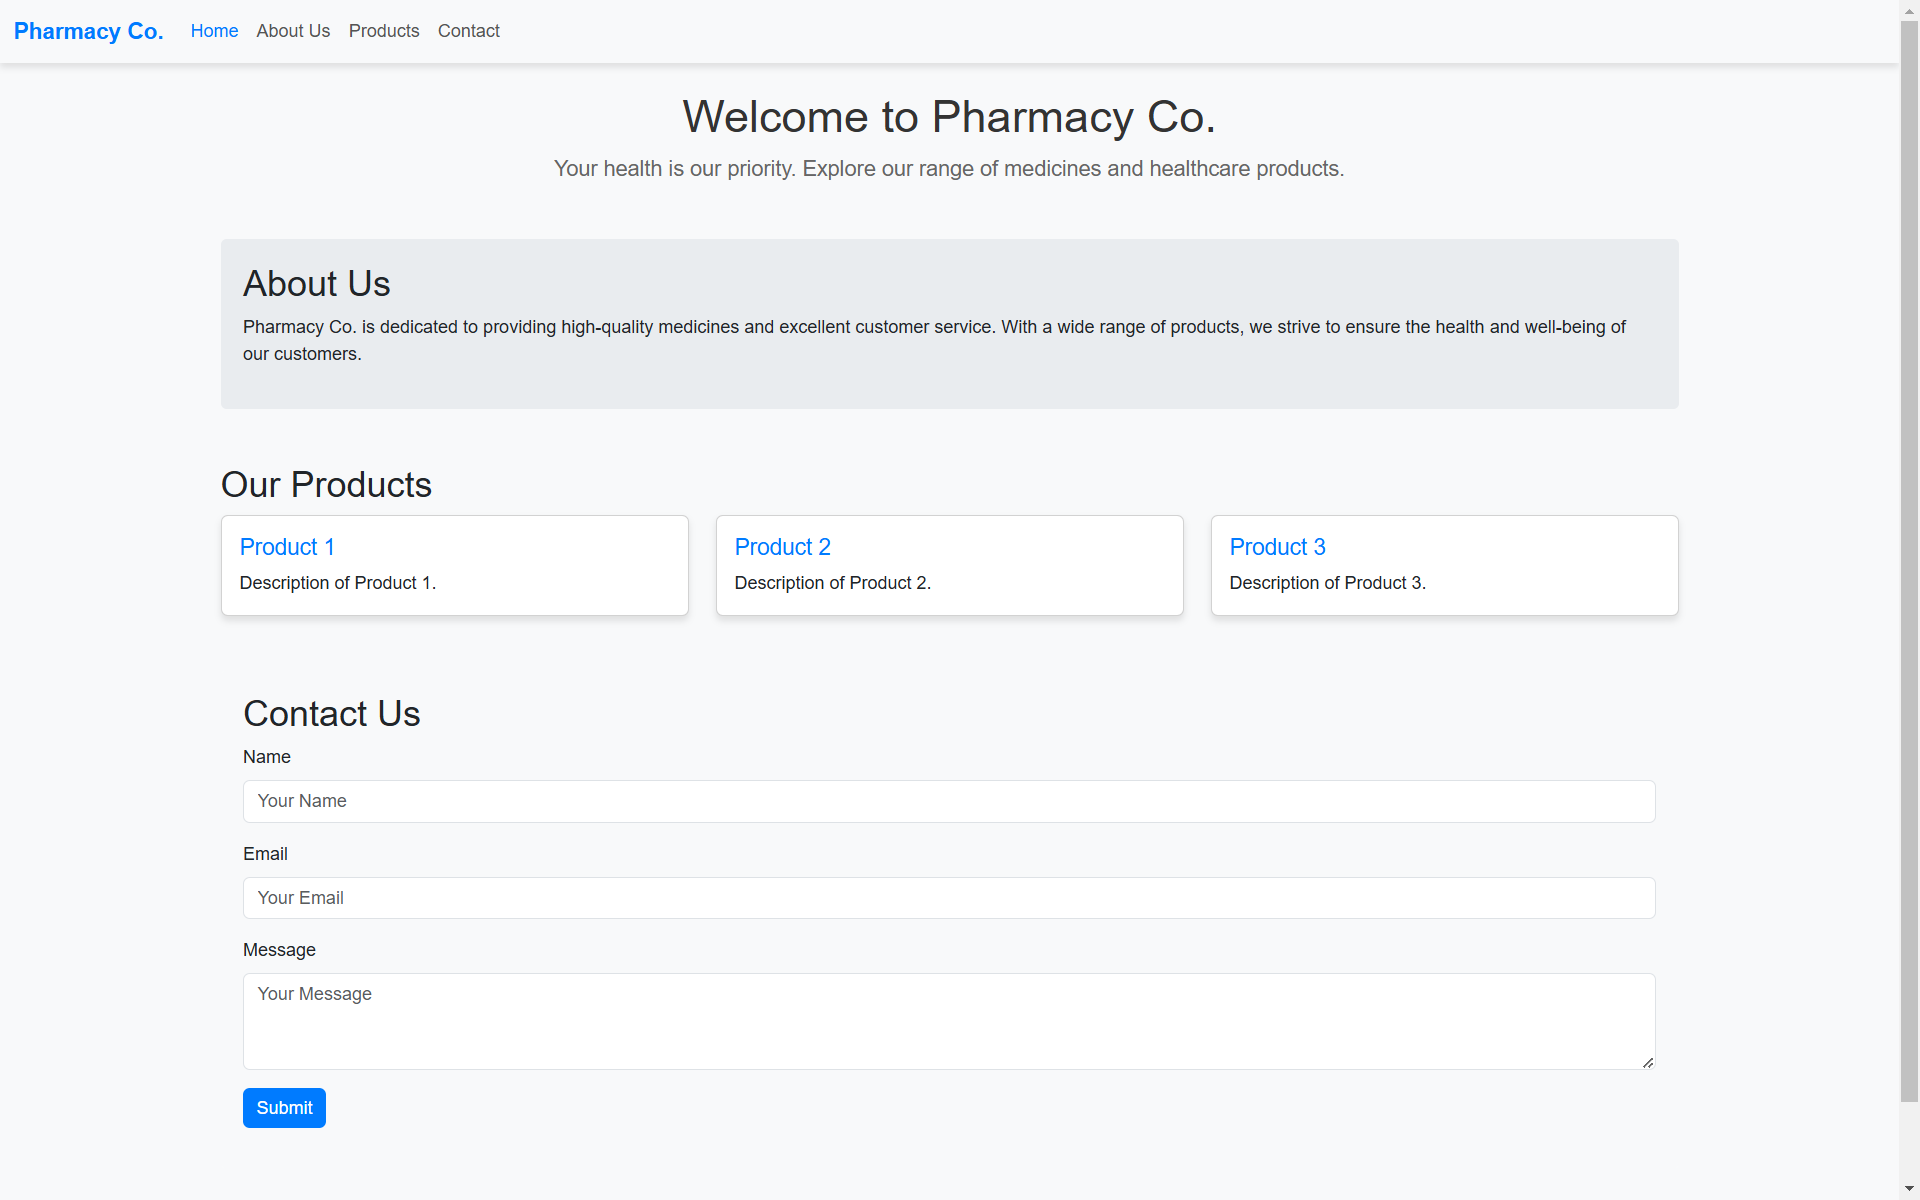 Pharmacy Co. Home About Us Products Contact
Welcome to Pharmacy Co.
Your health is our priority. Explore our range of medicines and healthcare products.
About Us
Pharmacy Co. is dedicated to providing high-quality medicines and excellent customer service. With a wide range of products, we strive to ensure the health and well-being of
our customers.
Our Products
Product 1
Description of Product 1.
Product 2
Description of Product 2.
Product 3
Description of Product 3.
Contact Us
Name
Your Name
Email
Your Email
Message
Your Message
Submit